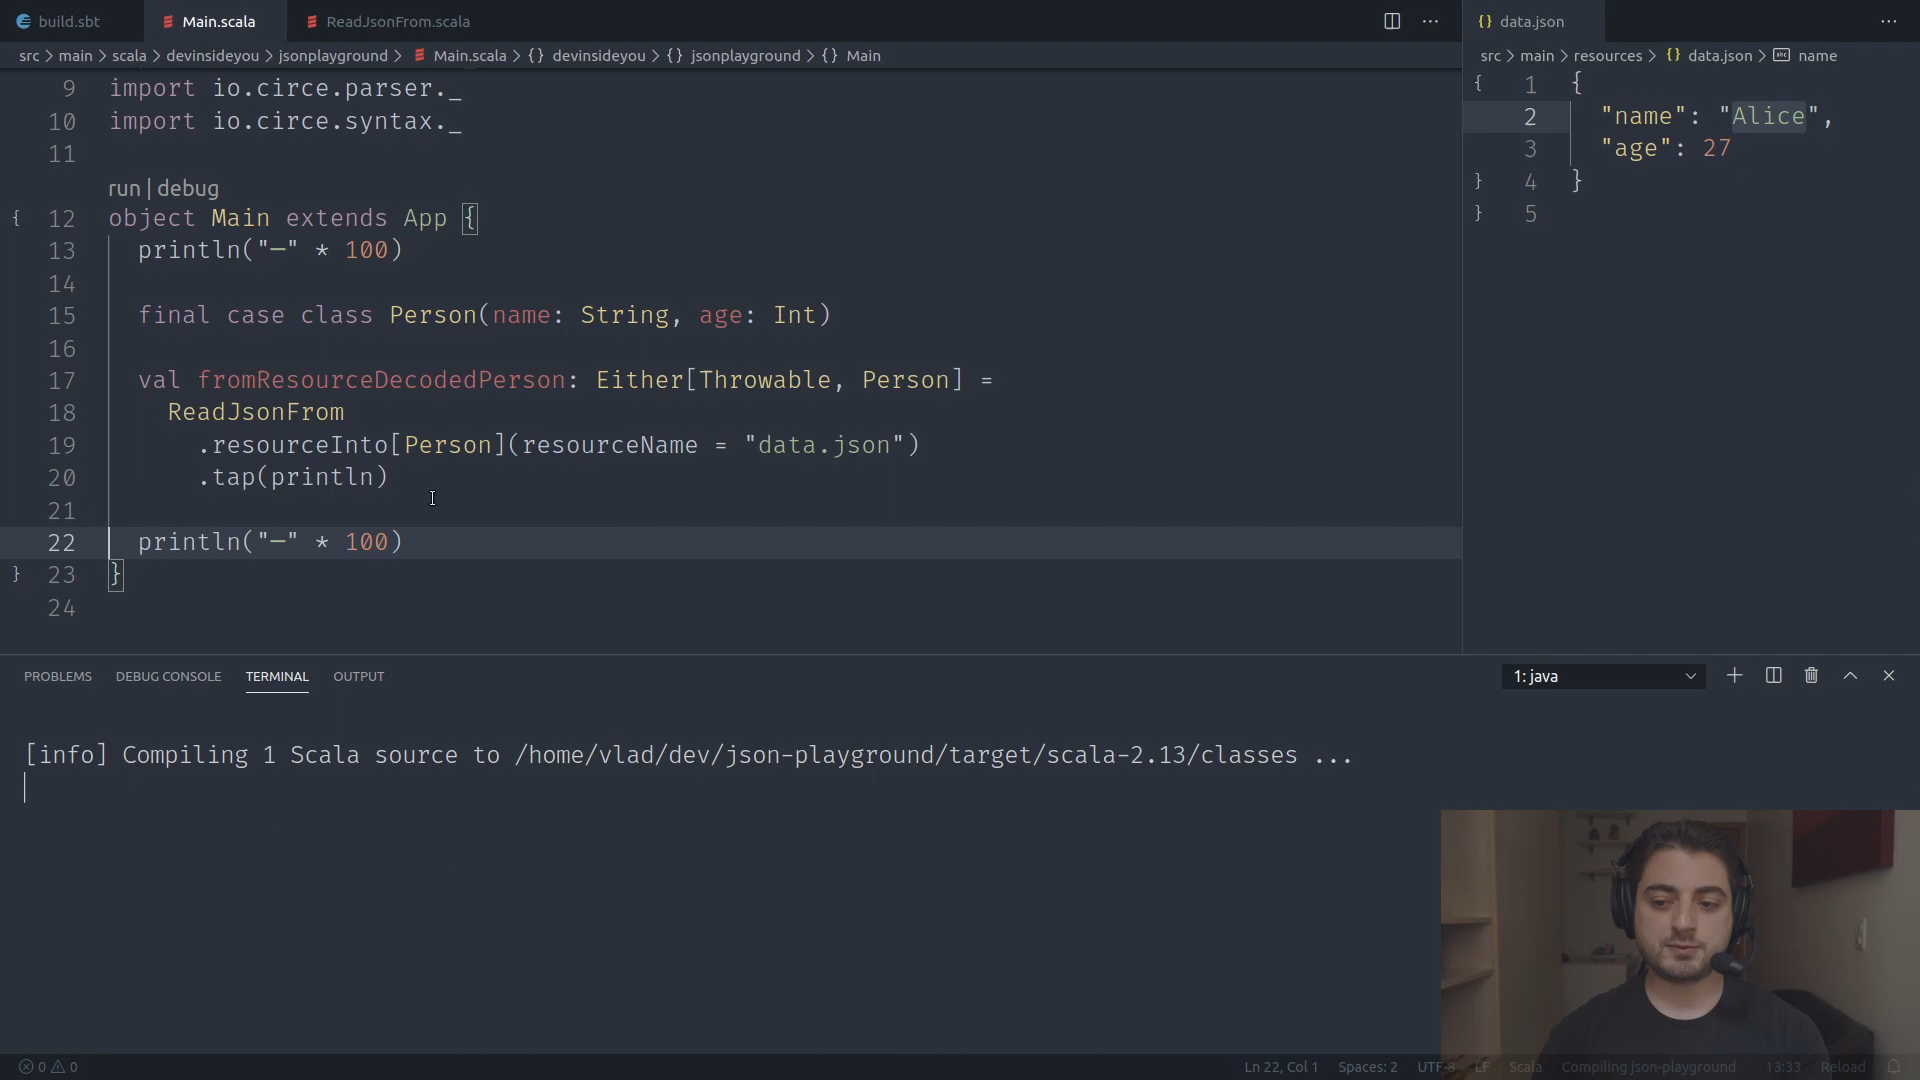 build.sbt
Main.scala
ReadJsonFrom.scala
data.json
src > main > scala > devinsideyou > jsonplayground > Main.scala > {} devinsideyou > {} jsonplayground > {} Main
src > main > resources > {} data.json > name
9 import io.circe.parser._
10 import io.circe.syntax._
11
run | debug
12 object Main extends App {
13 println("─" * 100)
14
15 final case class Person(name: String, age: Int)
16
17 val fromResourceDecodedPerson: Either[Throwable, Person] =
18 ReadJsonFrom
19 .resourceInto[Person](resourceName = "data.json")
20 .tap(println)
21
22 println("─" * 100)
23 }
24
1 {
2 "name": "Alice",
3 "age": 27
4 }
5
PROBLEMS DEBUG CONSOLE TERMINAL OUTPUT
1: java
[info] Compiling 1 Scala source to /home/vlad/dev/json-playground/target/scala-2.13/classes ...
0 0
Ln 22, Col 1 Spaces: 2 UTF-8 LF Scala Compiling json-playground 13:33 Reload